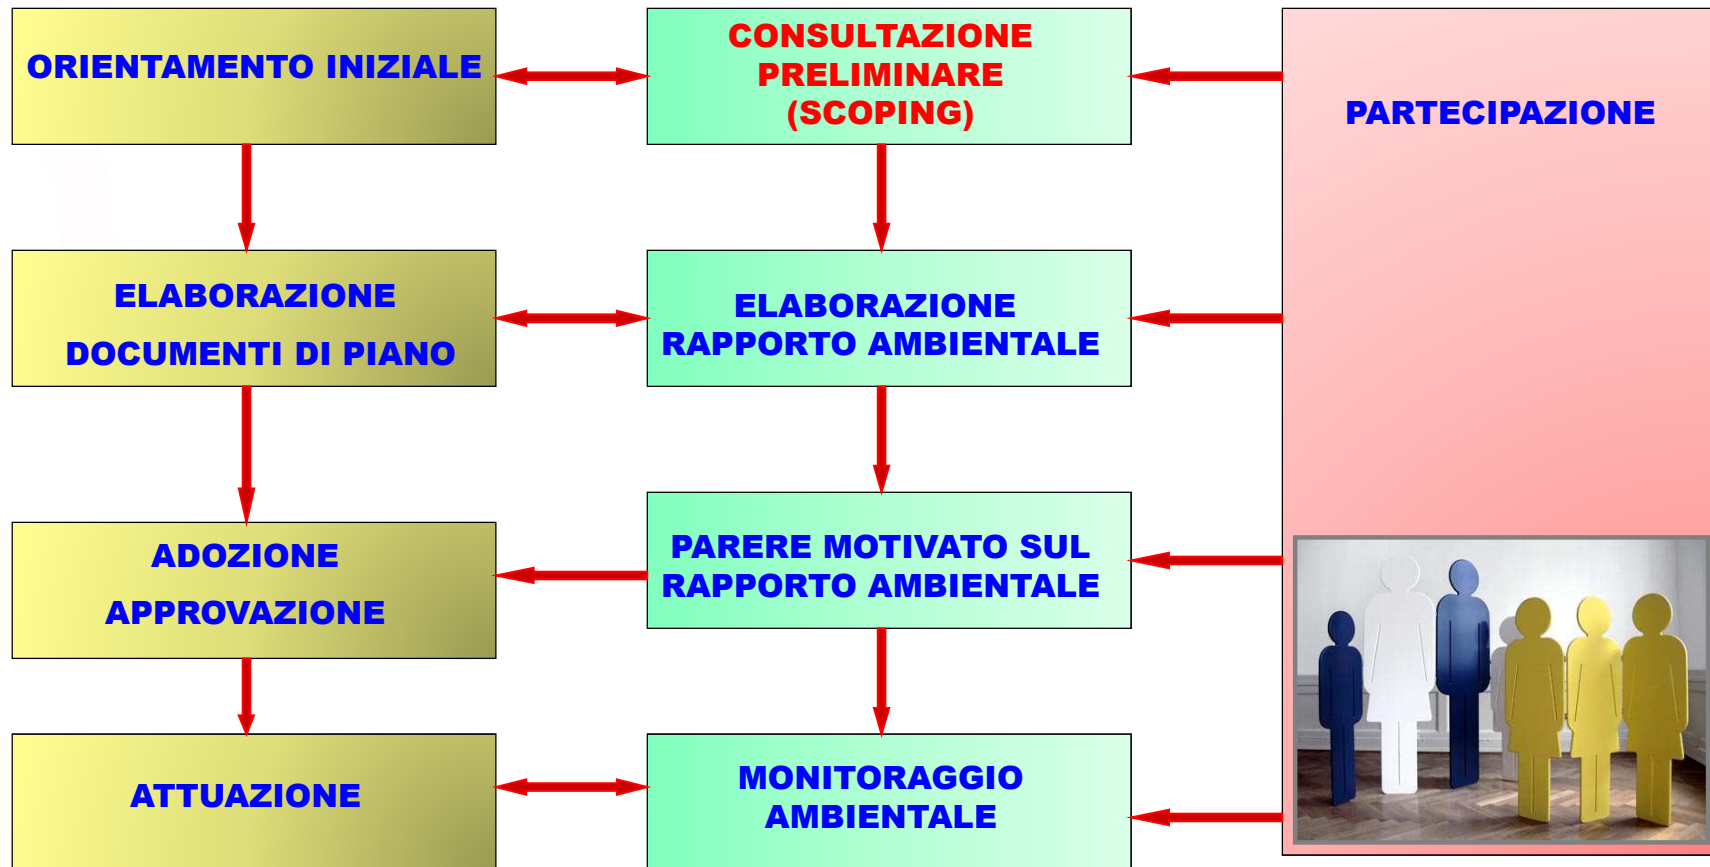 ORIENTAMENTO INIZIALE
CONSULTAZIONE
PRELIMINARE
(SCOPING)
PARTECIPAZIONE
ELABORAZIONE
DOCUMENTI DI PIANO
ELABORAZIONE
RAPPORTO AMBIENTALE
ADOZIONE
APPROVAZIONE
PARERE MOTIVATO SUL
RAPPORTO AMBIENTALE
ATTUAZIONE
MONITORAGGIO
AMBIENTALE